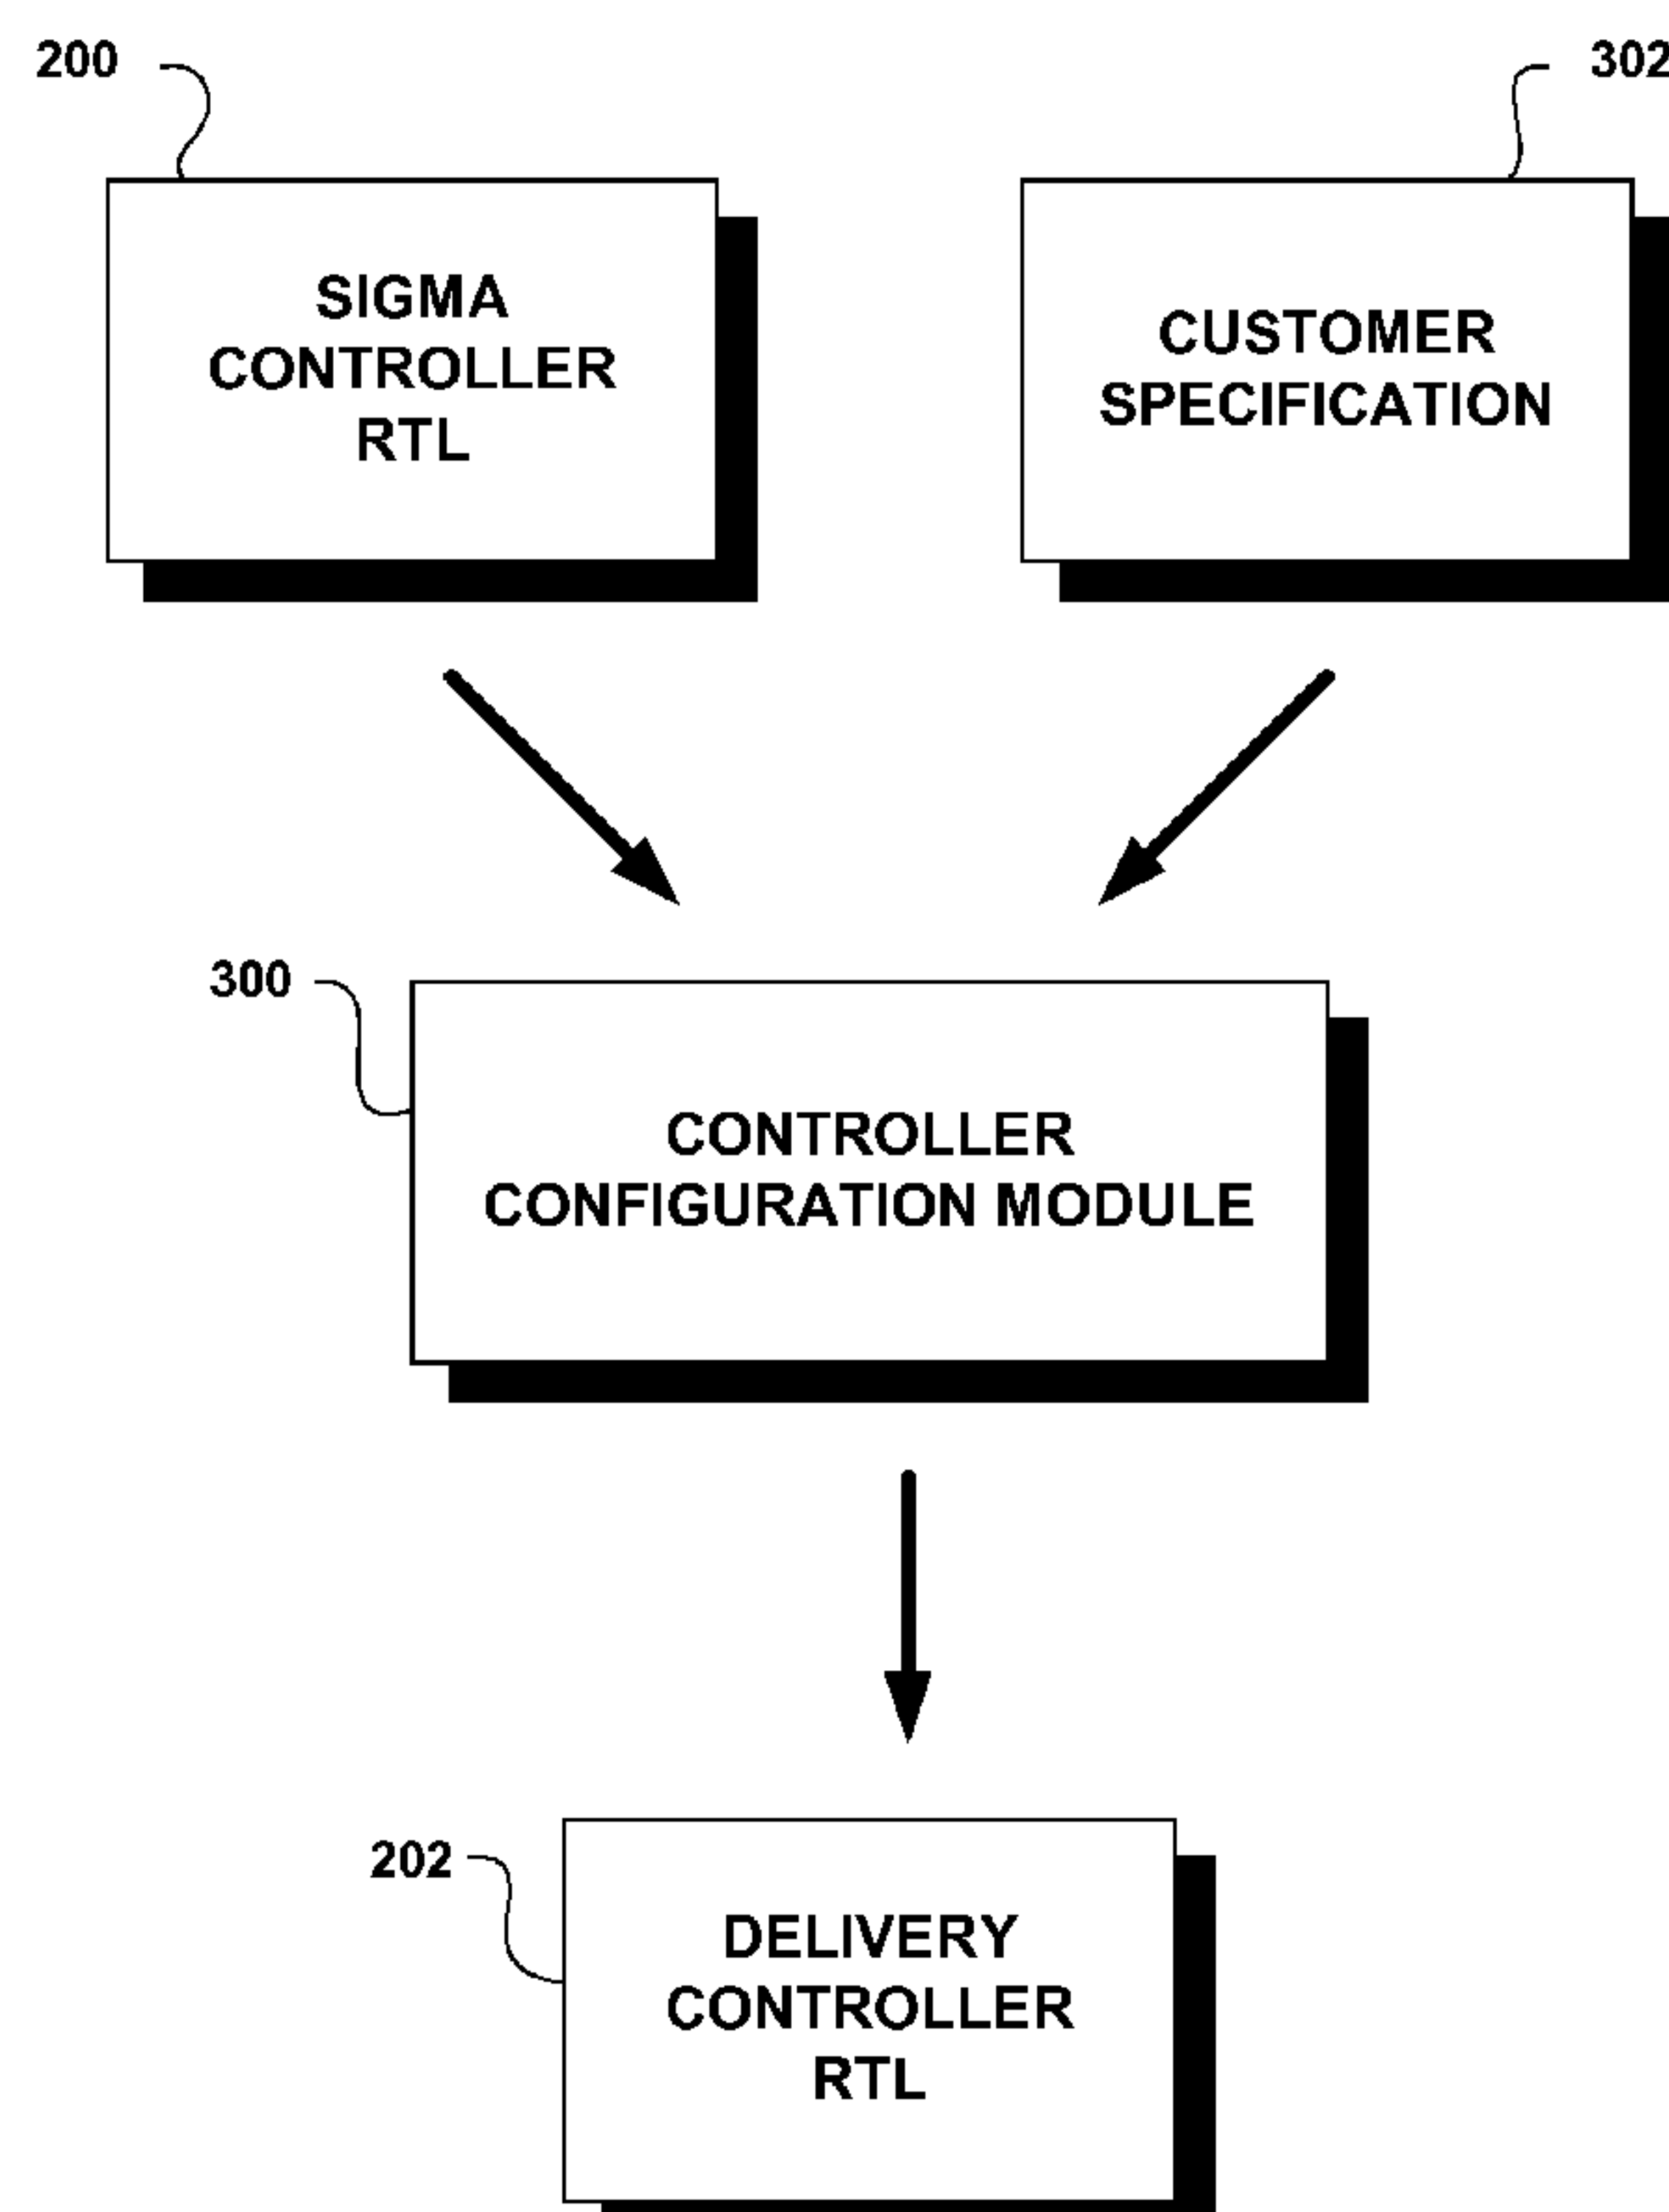 200
302
SIGMA
CONTROLLER
RTL
CUSTOMER
SPECIFICATION
300
CONTROLLER
CONFIGURATION MODULE
202
DELIVERY
CONTROLLER
RTL